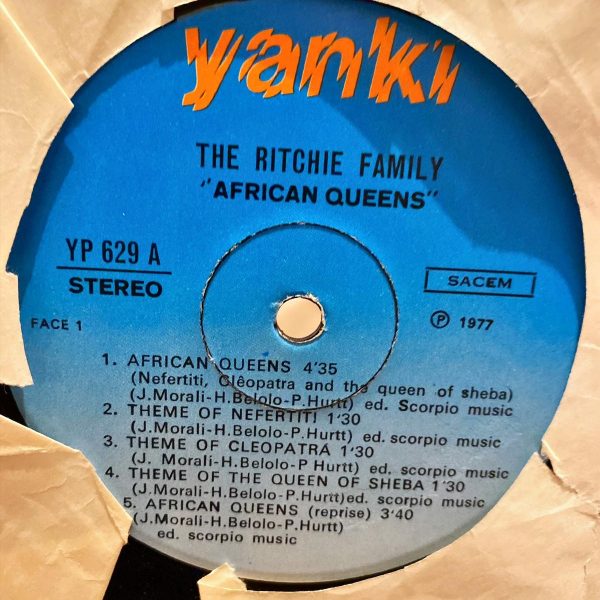 yanki
THE RITCHIE FAMILY
"AFRICAN QUEENS"
YP 629 A
STEREO
SACEM
FACE 1
Ⓟ 1977
1. AFRICAN QUEENS 4'35
(Nefertiti, Clêopatra and the queen of sheba)
(J.Morali-H.Belolo-P.Hurtt) ed. Scorpio music
2. THEME OF NEFERTITI 1'30
(J.Morali-H.Belolo-P.Hurtt) ed. scorpio music
3. THEME OF CLEOPATRA 1'30
(J. Morali-H.Belolo-P.Hurtt) ed. scorpio music
4. THEME OF THE QUEEN OF SHEBA 1'30
(J.Morali-H.Belolo-P.Hurtt)ed. scorpio music
5. AFRICAN QUEENS (reprise) 3'40
(J.Morali-H.Belolo-P.Hurtt)
ed. scorpio music